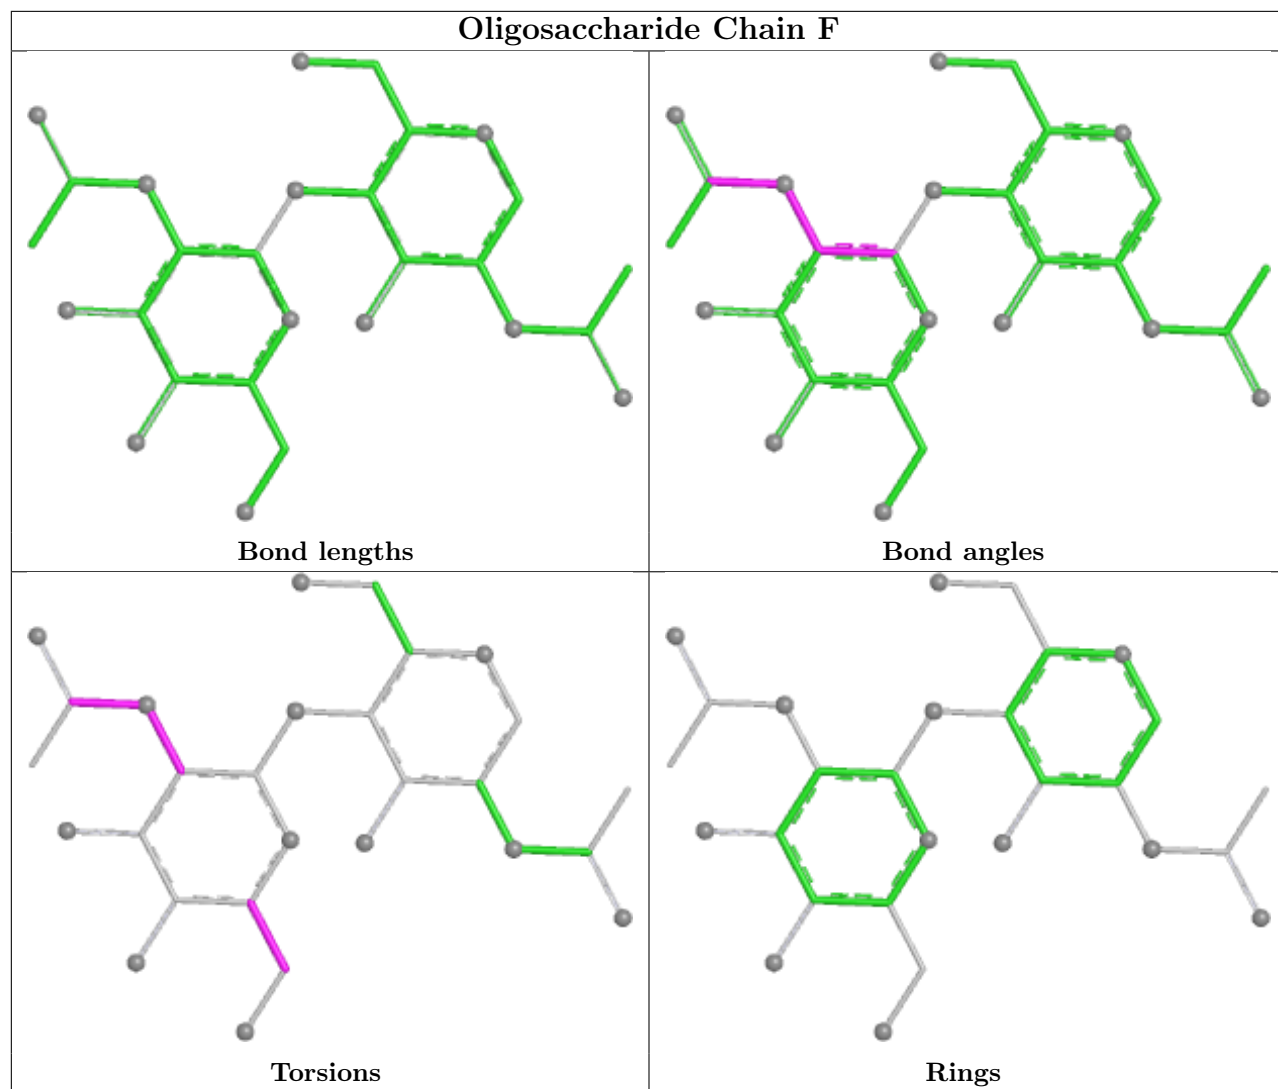 Oligosaccharide Chain F
Bond lengths
Bond angles
Torsions
Rings